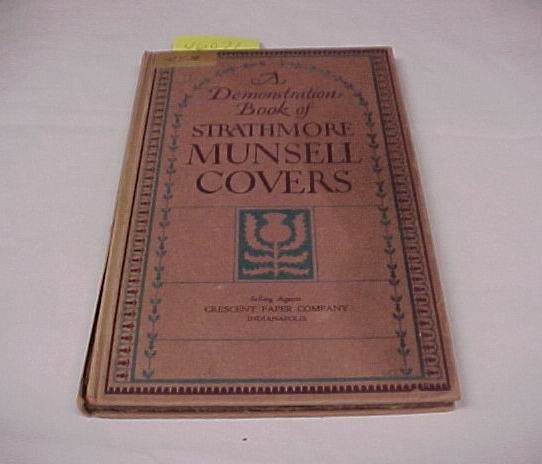 A
Demonstration
Book of
STRATHMORE
MUNSELL
COVERS
Selling Agents
CRESCENT PAPER COMPANY
INDIANAPOLIS